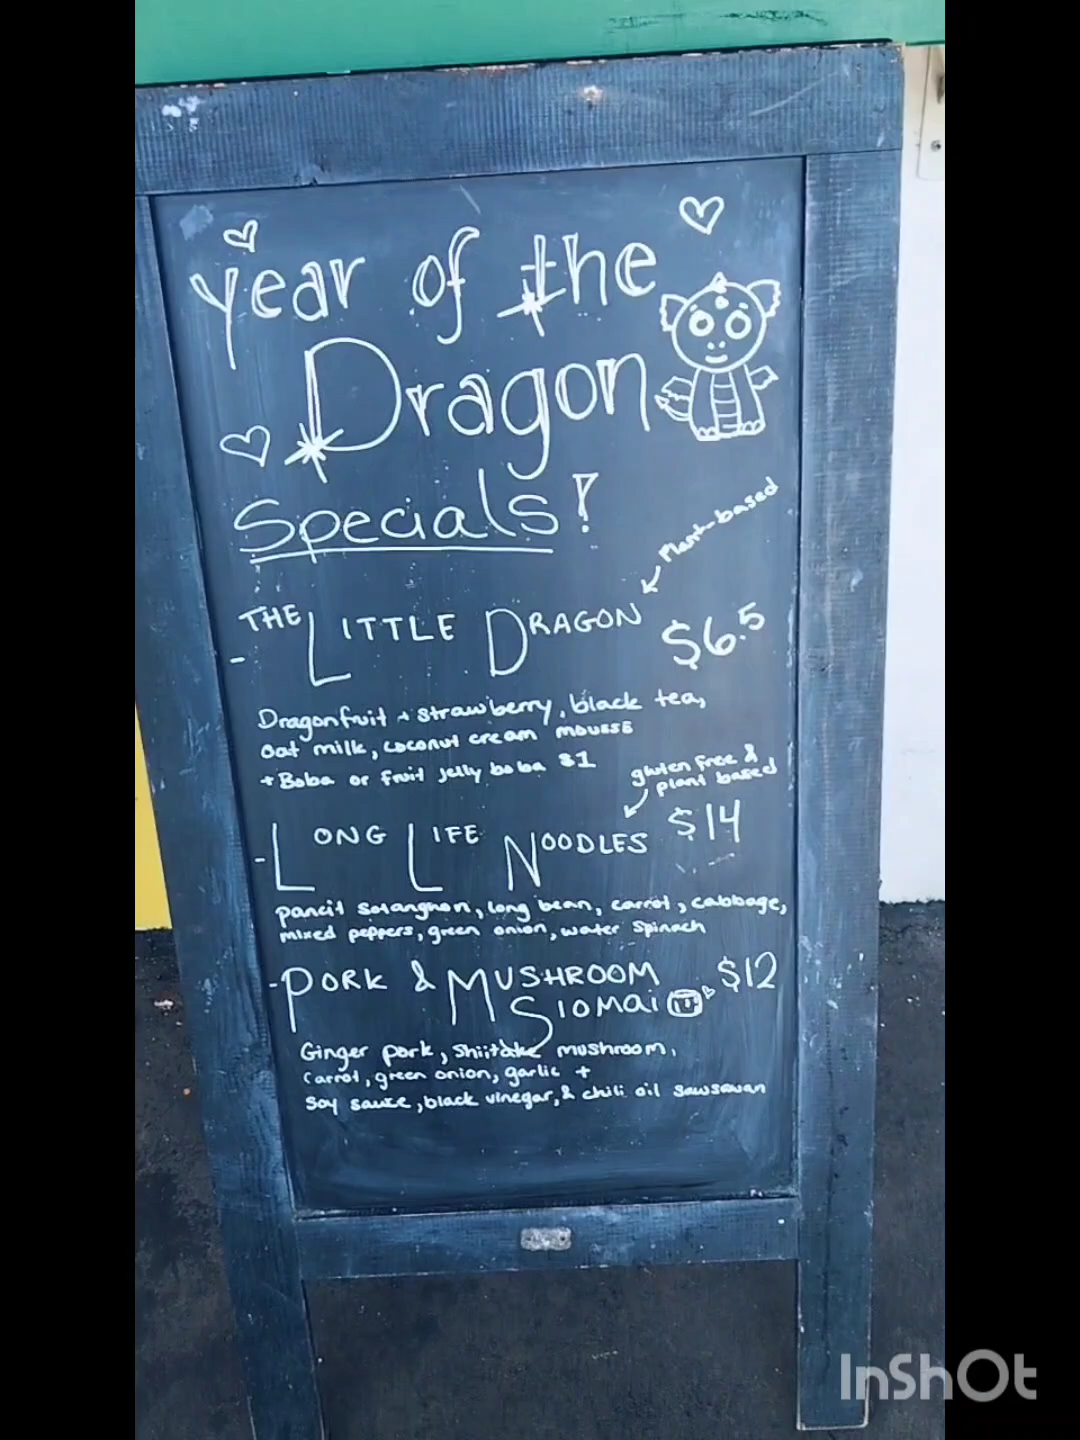 Year of the
Dragon
Specials!
Plant-based
- THE LITTLE DRAGON $6.5
Dragonfruit + strawberry, black tea,
oat milk, coconut cream mousse
+ Boba or fruit jelly boba $1
gluten free &
plant based
- LONG LIFE NOODLES $14
pancit sotanghon, long bean, carrot, cabbage,
mixed peppers, green onion, water spinach
- PORK & MUSHROOM $12
SIOMAI
Ginger pork, shiitake mushroom,
carrot, green onion, garlic +
soy sauce, black vinegar, & chili oil sawsawan
InShOt